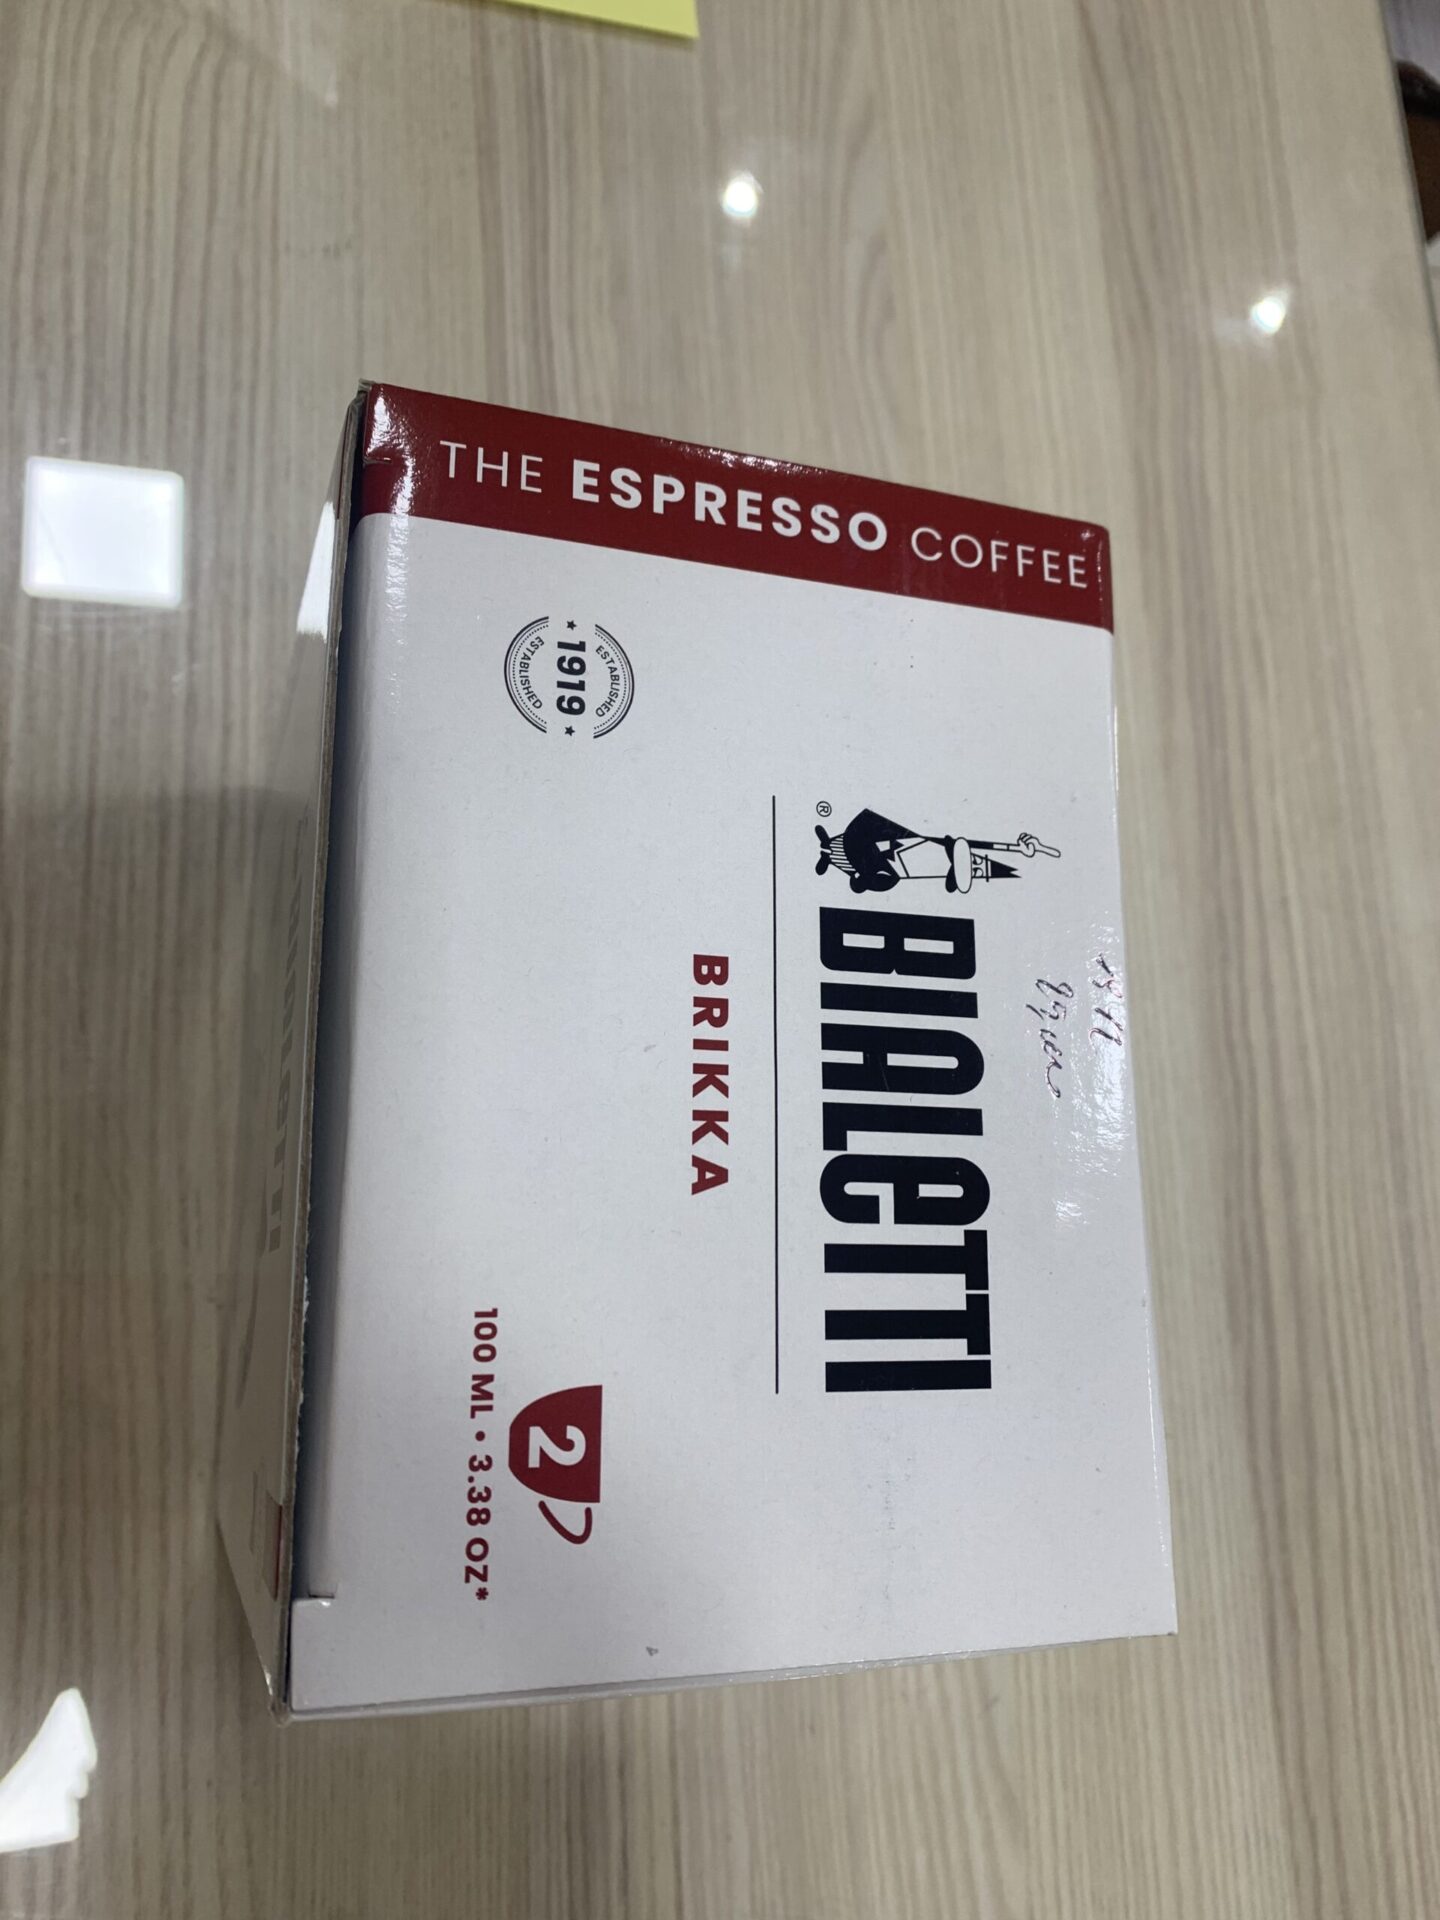 THE ESPRESSO COFFEE
ESTABLISHED
★ 1919 ★
ESTABLISHED
®
BIALeTTI
BRIKKA
2
100 ML • 3.38 OZ*